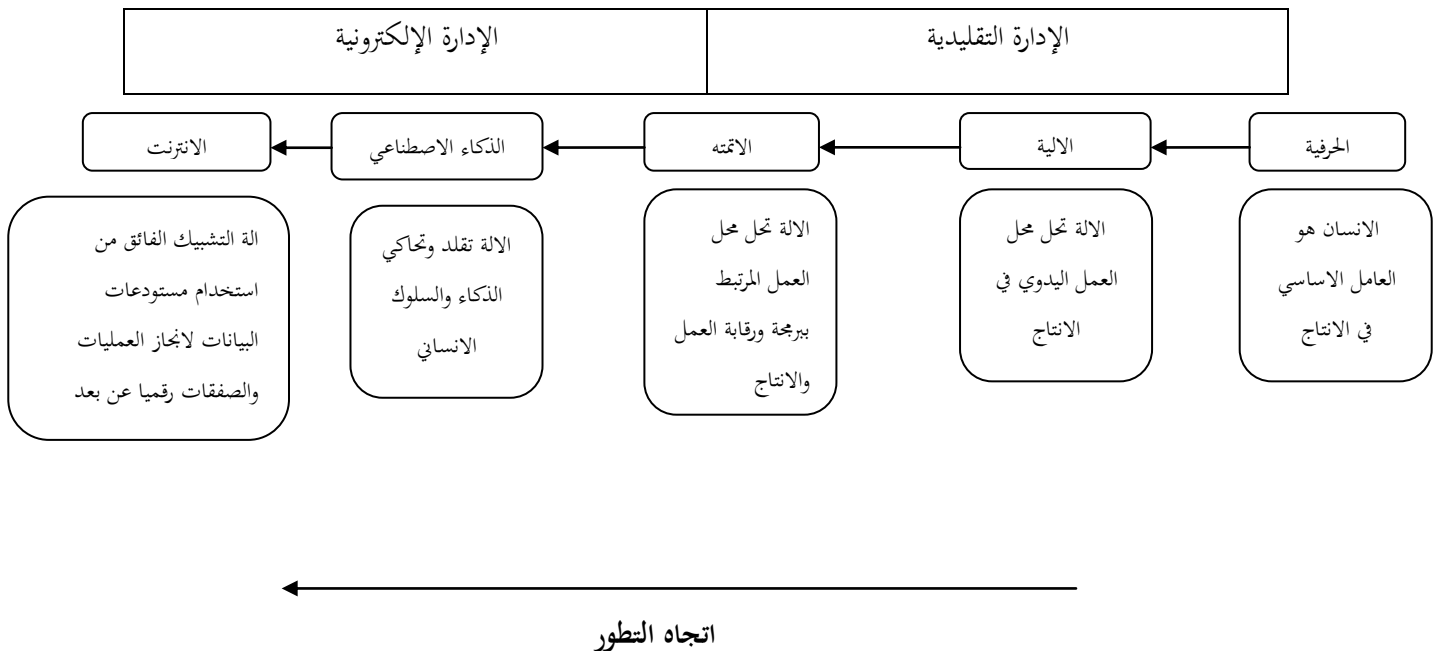 الإدارة التقليدية
الإدارة الإلكترونية
الحرفية
الالية
الاتمته
الذكاء الاصطناعي
الانترنت
الانسان هو
العامل الاساسي
في الانتاج
الالة تحل محل
العمل اليدوي في
الانتاج
الالة تحل محل
العمل المرتبط
ببرمجة ورقابة العمل
والانتاج
الالة تقلد وتحاكي
الذكاء والسلوك
الانساني
الة التشبيك الفائق من
استخدام مستودعات
البيانات لانجاز العمليات
والصفقات رقميا عن بعد
اتجاه التطور